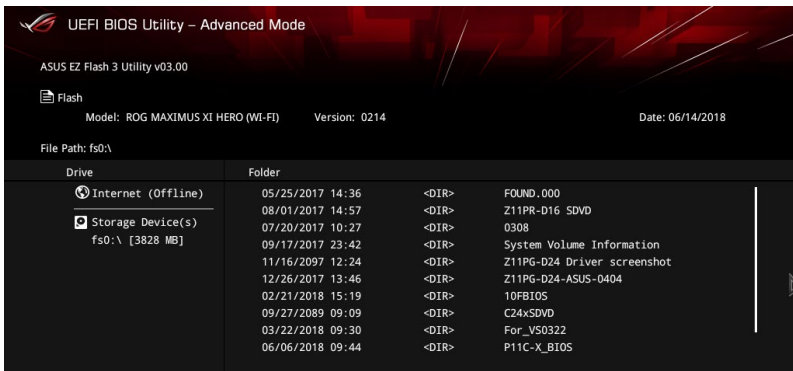 UEFI BIOS Utility – Advanced Mode
ASUS EZ Flash 3 Utility v03.00
Flash
Model: ROG MAXIMUS XI HERO (WI-FI) Version: 0214 Date: 06/14/2018
File Path: fs0:\
Drive Folder
Internet (Offline) 05/25/2017 14:36 <DIR> FOUND.000
08/01/2017 14:57 <DIR> Z11PR-D16 SDVD
Storage Device(s) 07/20/2017 10:27 <DIR> 0308
fs0:\ [3828 MB] 09/17/2017 23:42 <DIR> System Volume Information
11/16/2097 12:24 <DIR> Z11PG-D24 Driver screenshot
12/26/2017 13:46 <DIR> Z11PG-D24-ASUS-0404
02/21/2018 15:19 <DIR> 10FBIOS
09/27/2089 09:09 <DIR> C24xSDVD
03/22/2018 09:30 <DIR> For_VS0322
06/06/2018 09:44 <DIR> P11C-X_BIOS